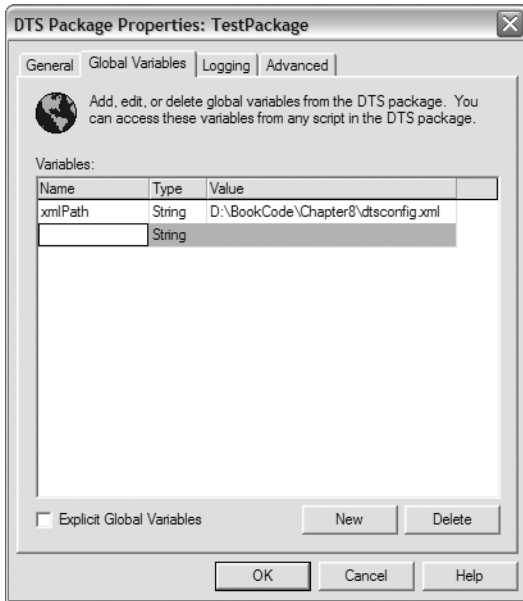 DTS Package Properties: TestPackage
General Global Variables Logging Advanced
Add, edit, or delete global variables from the DTS package. You
can access these variables from any script in the DTS package.
Variables:
Name Type Value
xmlPath String D:\BookCode\Chapter8\dtsconfig.xml
String
Explicit Global Variables New Delete
OK Cancel Help